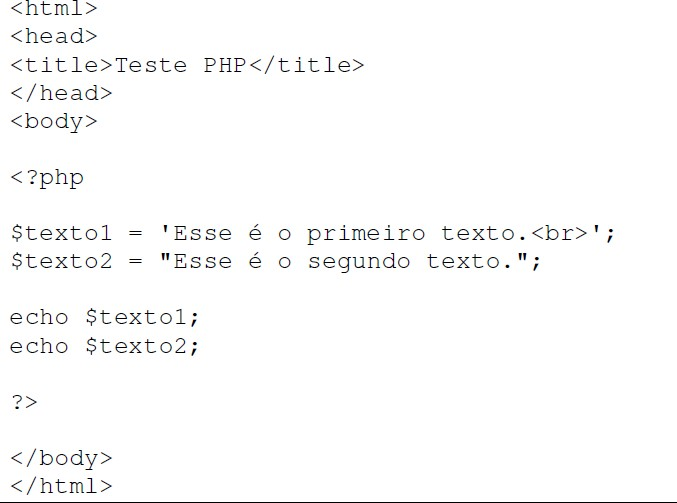 <html>
<head>
<title>Teste PHP</title>
</head>
<body>
<?php
$texto1 = 'Esse é o primeiro texto.<br>';
$texto2 = "Esse é o segundo texto.";
echo $texto1;
echo $texto2;
?>
</body>
</html>